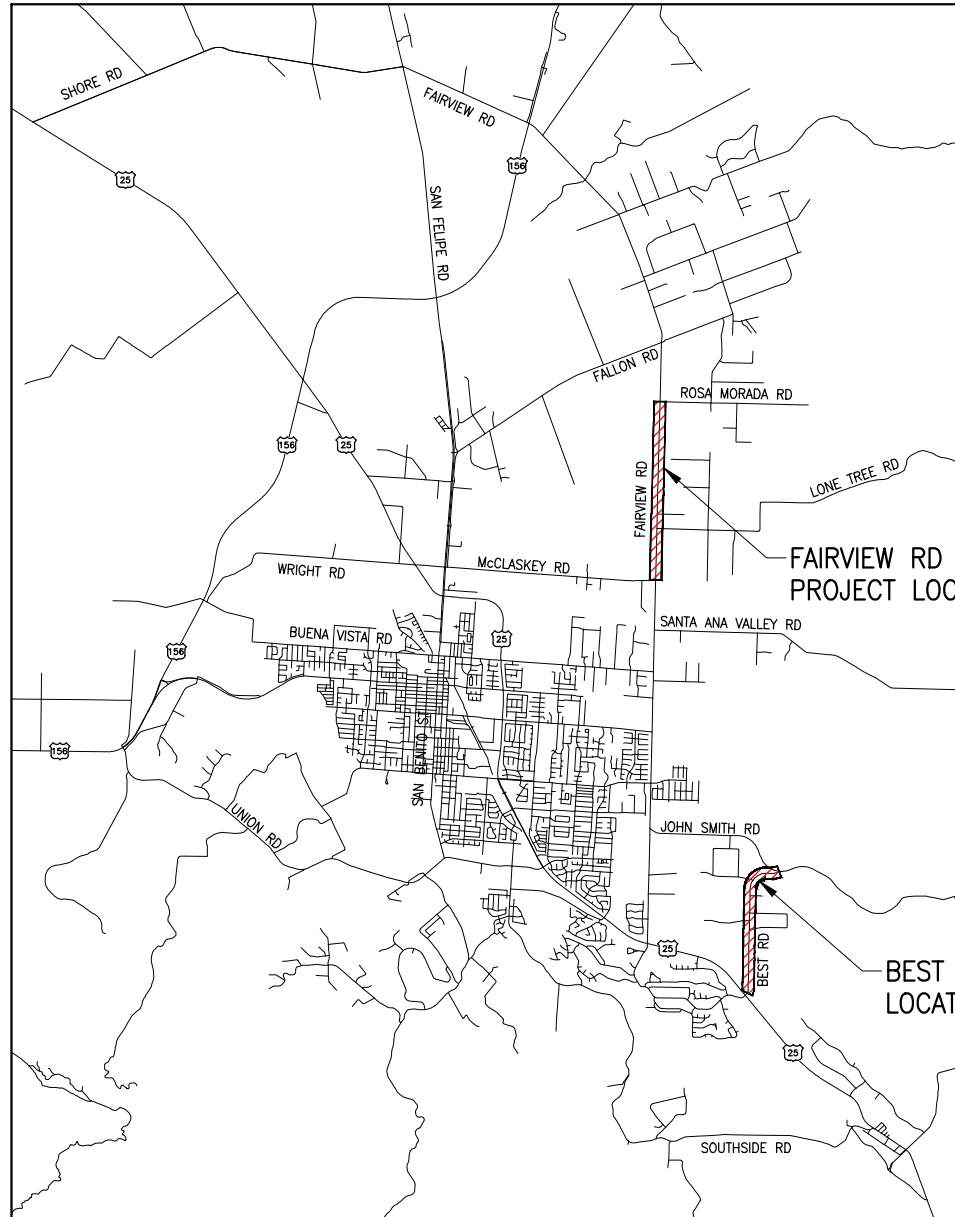 SHORE RD
FAIRVIEW RD
156
25
SAN FELIPE RD
FALLON RD
ROSA MORADA RD
156
25
FAIRVIEW RD
LONE TREE RD
FAIRVIEW RD
PROJECT LOC
WRIGHT RD
McCLASKEY RD
SANTA ANA VALLEY RD
BUENA VISTA RD
25
156
156
SAN BENITO ST
UNION RD
JOHN SMITH RD
25
BEST RD
BEST
LOCAT
25
SOUTHSIDE RD